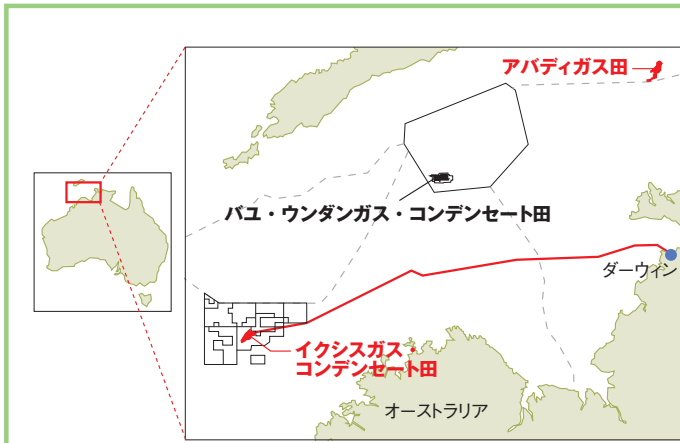 アバディガス田
バユ・ウンダンガス・コンデンセート田
ダーウィン
イクシスガス・
コンデンセート田
オーストラリア